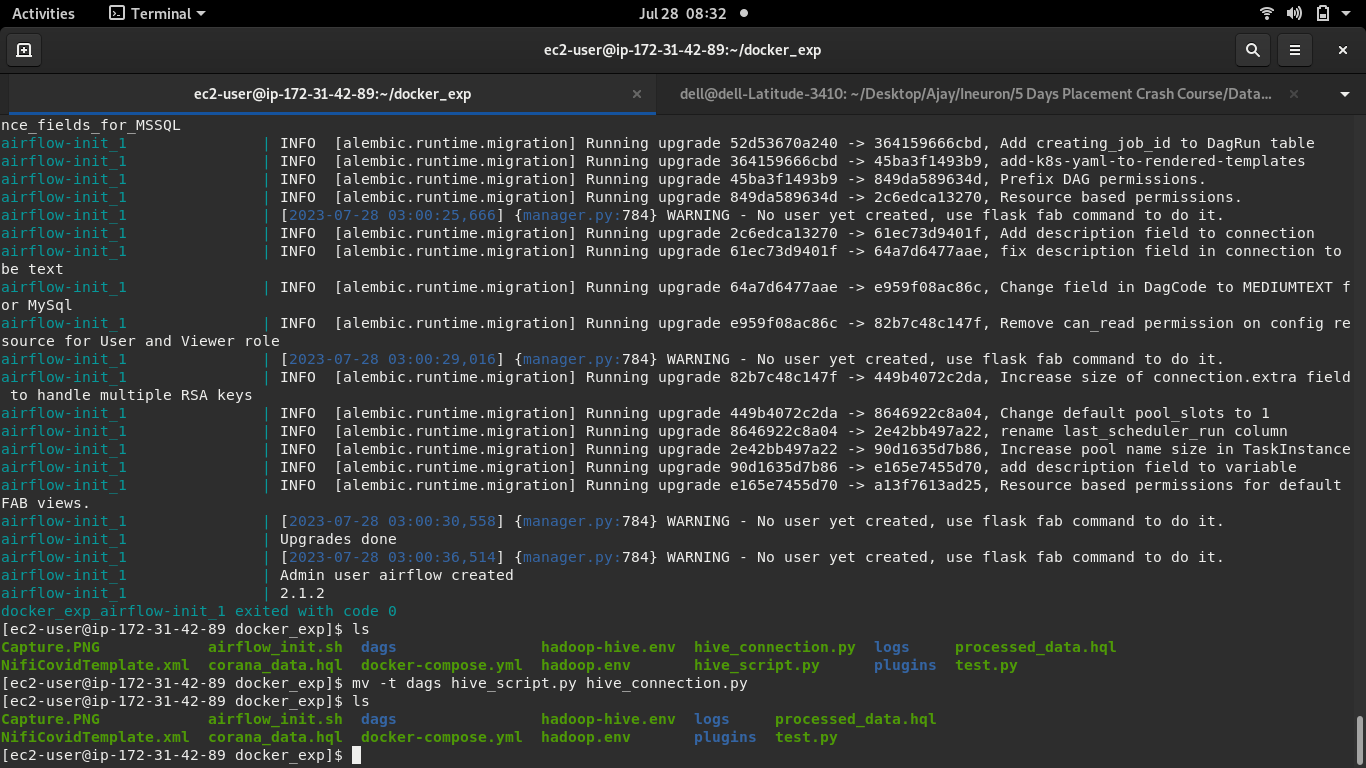 Activities Terminal Jul 28 08:32
ec2-user@ip-172-31-42-89:~/docker_exp
ec2-user@ip-172-31-42-89:~/docker_exp dell@dell-Latitude-3410: ~/Desktop/Ajay/Ineuron/5 Days Placement Crash Course/Data...
nce_fields_for_MSSQL
airflow-init_1 | INFO [alembic.runtime.migration] Running upgrade 52d53670a240 -> 364159666cbd, Add creating_job_id to DagRun table
airflow-init_1 | INFO [alembic.runtime.migration] Running upgrade 364159666cbd -> 45ba3f1493b9, add-k8s-yaml-to-rendered-templates
airflow-init_1 | INFO [alembic.runtime.migration] Running upgrade 45ba3f1493b9 -> 849da589634d, Prefix DAG permissions.
airflow-init_1 | INFO [alembic.runtime.migration] Running upgrade 849da589634d -> 2c6edca13270, Resource based permissions.
airflow-init_1 | [2023-07-28 03:00:25,666] {manager.py:784} WARNING - No user yet created, use flask fab command to do it.
airflow-init_1 | INFO [alembic.runtime.migration] Running upgrade 2c6edca13270 -> 61ec73d9401f, Add description field to connection
airflow-init_1 | INFO [alembic.runtime.migration] Running upgrade 61ec73d9401f -> 64a7d6477aae, fix description field in connection to
be text
airflow-init_1 | INFO [alembic.runtime.migration] Running upgrade 64a7d6477aae -> e959f08ac86c, Change field in DagCode to MEDIUMTEXT f
or MySql
airflow-init_1 | INFO [alembic.runtime.migration] Running upgrade e959f08ac86c -> 82b7c48c147f, Remove can_read permission on config re
source for User and Viewer role
airflow-init_1 | [2023-07-28 03:00:29,016] {manager.py:784} WARNING - No user yet created, use flask fab command to do it.
airflow-init_1 | INFO [alembic.runtime.migration] Running upgrade 82b7c48c147f -> 449b4072c2da, Increase size of connection.extra field
to handle multiple RSA keys
airflow-init_1 | INFO [alembic.runtime.migration] Running upgrade 449b4072c2da -> 8646922c8a04, Change default pool_slots to 1
airflow-init_1 | INFO [alembic.runtime.migration] Running upgrade 8646922c8a04 -> 2e42bb497a22, rename last_scheduler_run column
airflow-init_1 | INFO [alembic.runtime.migration] Running upgrade 2e42bb497a22 -> 90d1635d7b86, Increase pool name size in TaskInstance
airflow-init_1 | INFO [alembic.runtime.migration] Running upgrade 90d1635d7b86 -> e165e7455d70, add description field to variable
airflow-init_1 | INFO [alembic.runtime.migration] Running upgrade e165e7455d70 -> a13f7613ad25, Resource based permissions for default
FAB views.
airflow-init_1 | [2023-07-28 03:00:30,558] {manager.py:784} WARNING - No user yet created, use flask fab command to do it.
airflow-init_1 | Upgrades done
airflow-init_1 | [2023-07-28 03:00:36,514] {manager.py:784} WARNING - No user yet created, use flask fab command to do it.
airflow-init_1 | Admin user airflow created
airflow-init_1 | 2.1.2
docker_exp_airflow-init_1 exited with code 0
[ec2-user@ip-172-31-42-89 docker_exp]$ ls
Capture.PNG airflow_init.sh dags hadoop-hive.env hive_connection.py logs processed_data.hql
NifiCovidTemplate.xml corana_data.hql docker-compose.yml hadoop.env hive_script.py plugins test.py
[ec2-user@ip-172-31-42-89 docker_exp]$ mv -t dags hive_script.py hive_connection.py
[ec2-user@ip-172-31-42-89 docker_exp]$ ls
Capture.PNG airflow_init.sh dags hadoop-hive.env logs processed_data.hql
NifiCovidTemplate.xml corana_data.hql docker-compose.yml hadoop.env plugins test.py
[ec2-user@ip-172-31-42-89 docker_exp]$